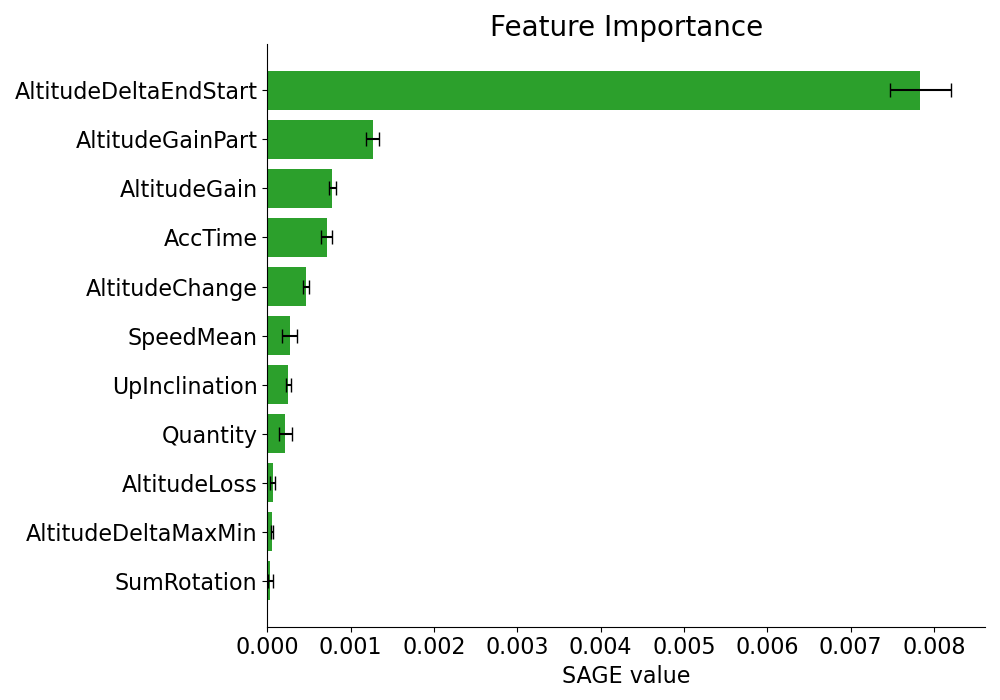 Feature Importance
AltitudeDeltaEndStart
AltitudeGainPart
AltitudeGain
AccTime
AltitudeChange
SpeedMean
UpInclination
Quantity
AltitudeLoss
AltitudeDeltaMaxMin
SumRotation
0.000 0.001 0.002 0.003 0.004 0.005 0.006 0.007 0.008
SAGE value